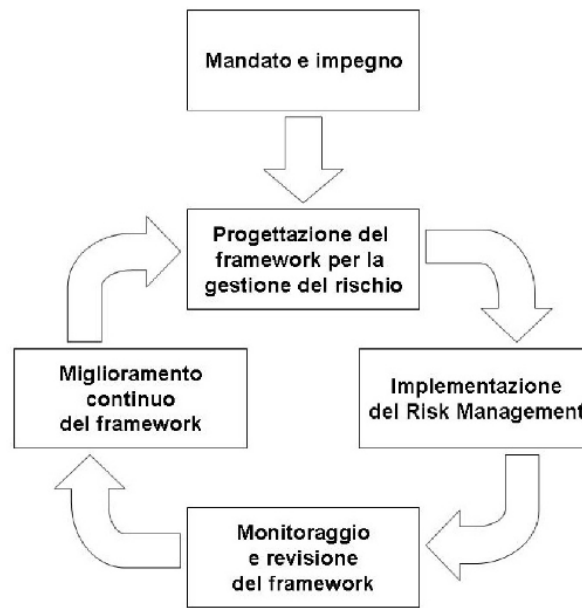 Mandato e impegno
Progettazione del
framework per la
gestione del rischio
Miglioramento
continuo
del framework
Implementazione
del Risk Management
Monitoraggio
e revisione
del framework